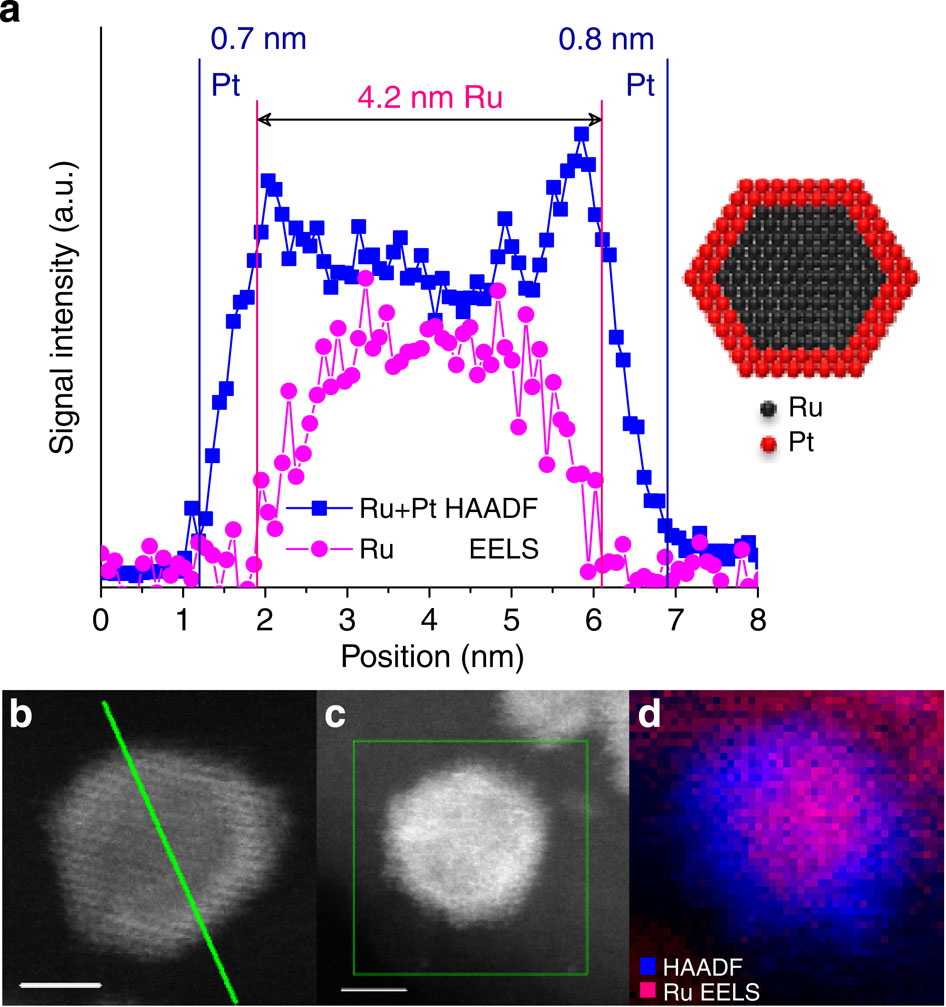 a
0.7 nm
0.8 nm
Pt
Pt
4.2 nm Ru
Signal intensity (a.u.)
Ru+Pt HAADF
Ru EELS
0 1 2 3 4 5 6 7 8
Position (nm)
Ru
Pt
b
c
d
HAADF
Ru EELS